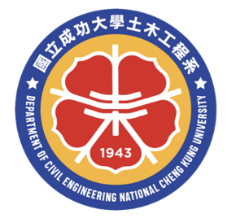 國立成功大學土木工程系
1943
DEPARTMENT OF CIVIL ENGINEERING NATIONAL CHENG KUNG UNIVERSITY